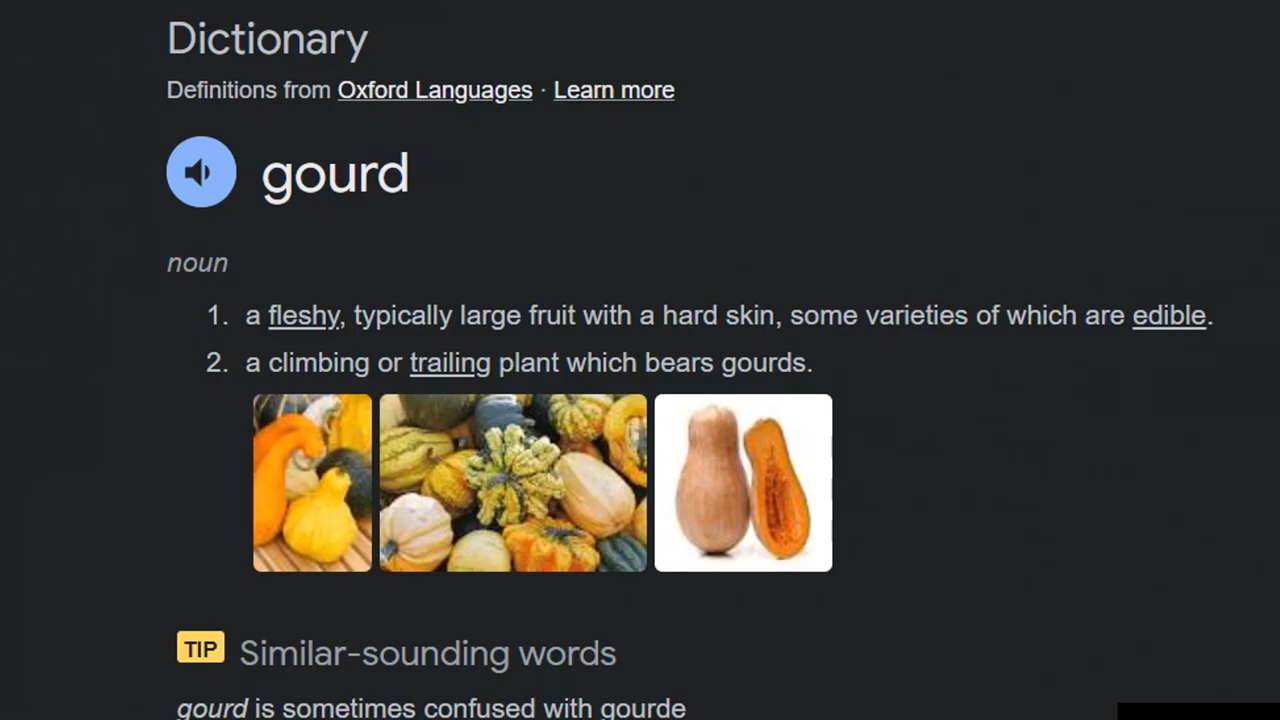 Dictionary
Definitions from Oxford Languages · Learn more
gourd
noun
1. a fleshy, typically large fruit with a hard skin, some varieties of which are edible.
2. a climbing or trailing plant which bears gourds.
TIP Similar-sounding words
gourd is sometimes confused with gourde